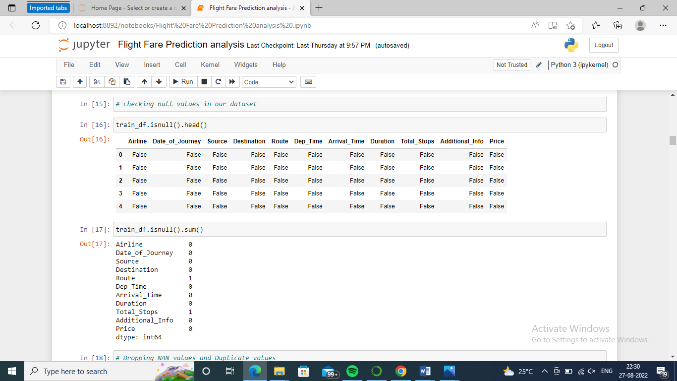 Imported tabs
Home Page - Select or create a n
Flight Fare Prediction analysis - J
localhost:8892/notebooks/Flight%20Fare%20Prediction%20analysis%20.ipynb
jupyter Flight Fare Prediction analysis Last Checkpoint: Last Thursday at 9:57 PM (autosaved)
Logout
File Edit View Insert Cell Kernel Widgets Help
Not Trusted
Python 3 (ipykernel)
Run
Code
In [15]: # checking null values in our dataset
In [16]: train_df.isnull().head()
Out[16]:
Airline Date_of_Journey Source Destination Route Dep_Time Arrival_Time Duration Total_Stops Additional_Info Price
0 False False False False False False False False False False False
1 False False False False False False False False False False False
2 False False False False False False False False False False False
3 False False False False False False False False False False False
4 False False False False False False False False False False False
In [17]: train_df.isnull().sum()
Out[17]: Airline 0
Date_of_Journey 0
Source 0
Destination 0
Route 1
Dep_Time 0
Arrival_Time 0
Duration 0
Total_Stops 1
Additional_Info 0
Price 0
dtype: int64
Activate Windows
Go to Settings to activate Windows.
In [18]: # Dropping NAN values and Duplicate values
Type here to search
99+
25°C
ENG
22:30
27-08-2022